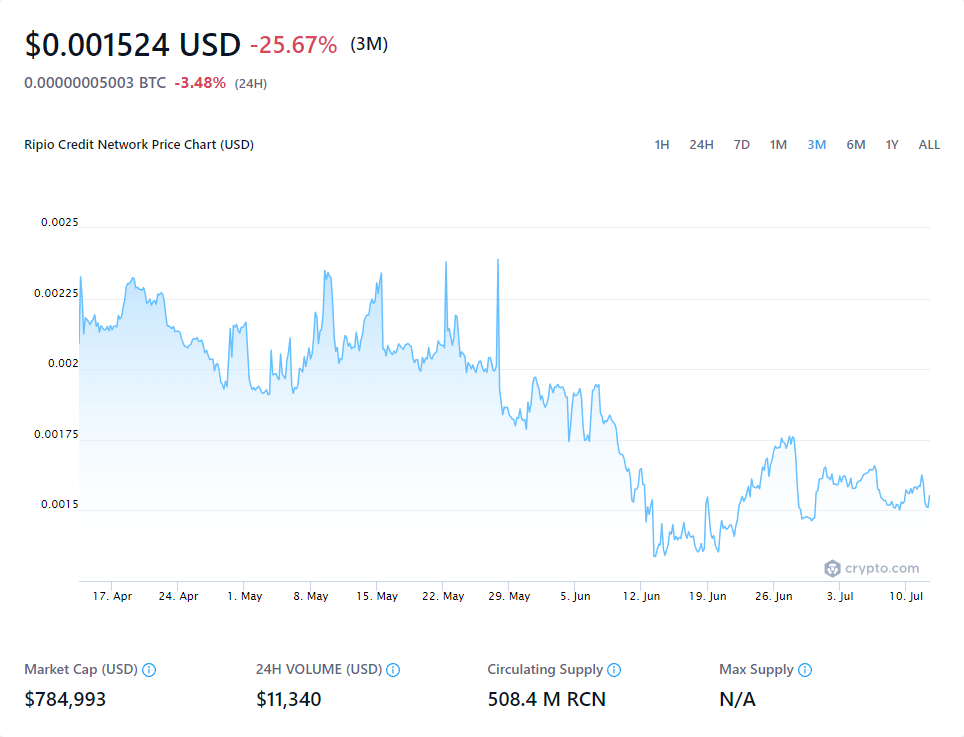 $0.001524 USD -25.67% (3M)
0.00000005003 BTC -3.48% (24H)
Ripio Credit Network Price Chart (USD) 1H 24H 7D 1M 3M 6M 1Y ALL
0.0025
0.00225
0.002
0.00175
0.0015
crypto.com
17. Apr 24. Apr 1. May 8. May 15. May 22. May 29. May 5. Jun 12. Jun 19. Jun 26. Jun 3. Jul 10. Jul
Market Cap (USD) 24H VOLUME (USD) Circulating Supply Max Supply
$784,993 $11,340 508.4 M RCN N/A